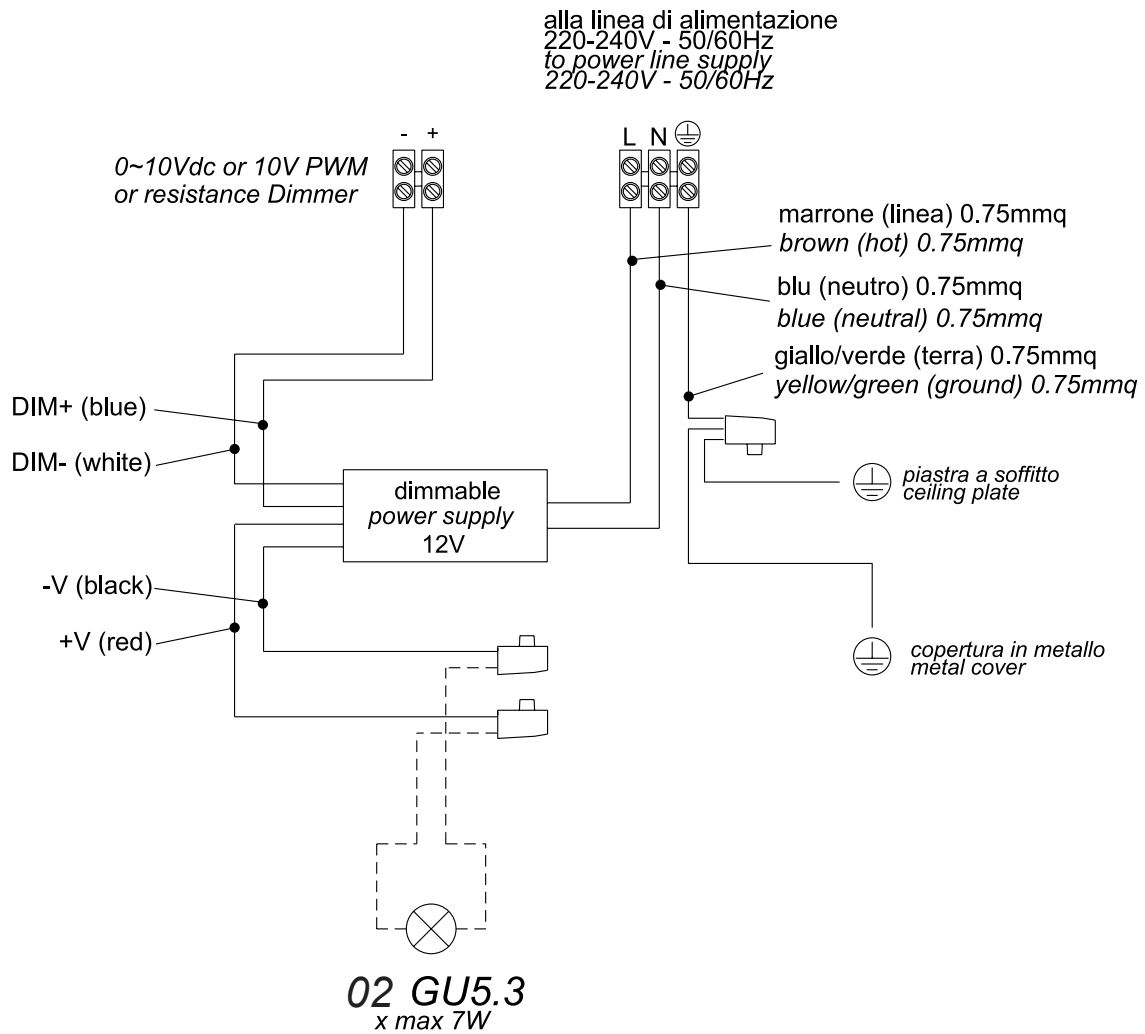 alla linea di alimentazione
220-240V - 50/60Hz
to power line supply
220-240V - 50/60Hz
- +
L N
0~10Vdc or 10V PWM
or resistance Dimmer
marrone (linea) 0.75mmq
brown (hot) 0.75mmq
blu (neutro) 0.75mmq
blue (neutral) 0.75mmq
giallo/verde (terra) 0.75mmq
yellow/green (ground) 0.75mmq
DIM+ (blue)
DIM- (white)
dimmable
power supply
12V
piastra a soffitto
ceiling plate
-V (black)
+V (red)
copertura in metallo
metal cover
02 GU5.3
x max 7W